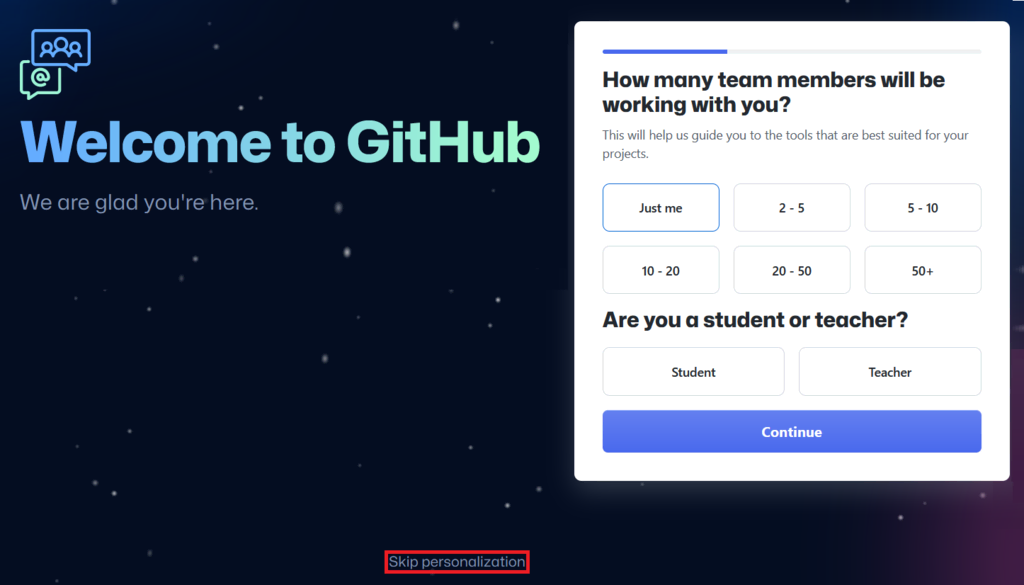 @
Welcome to GitHub
We are glad you're here.
How many team members will be
working with you?
This will help us guide you to the tools that are best suited for your
projects.
Just me
2 - 5
5 - 10
10 - 20
20 - 50
50+
Are you a student or teacher?
Student
Teacher
Continue
Skip personalization